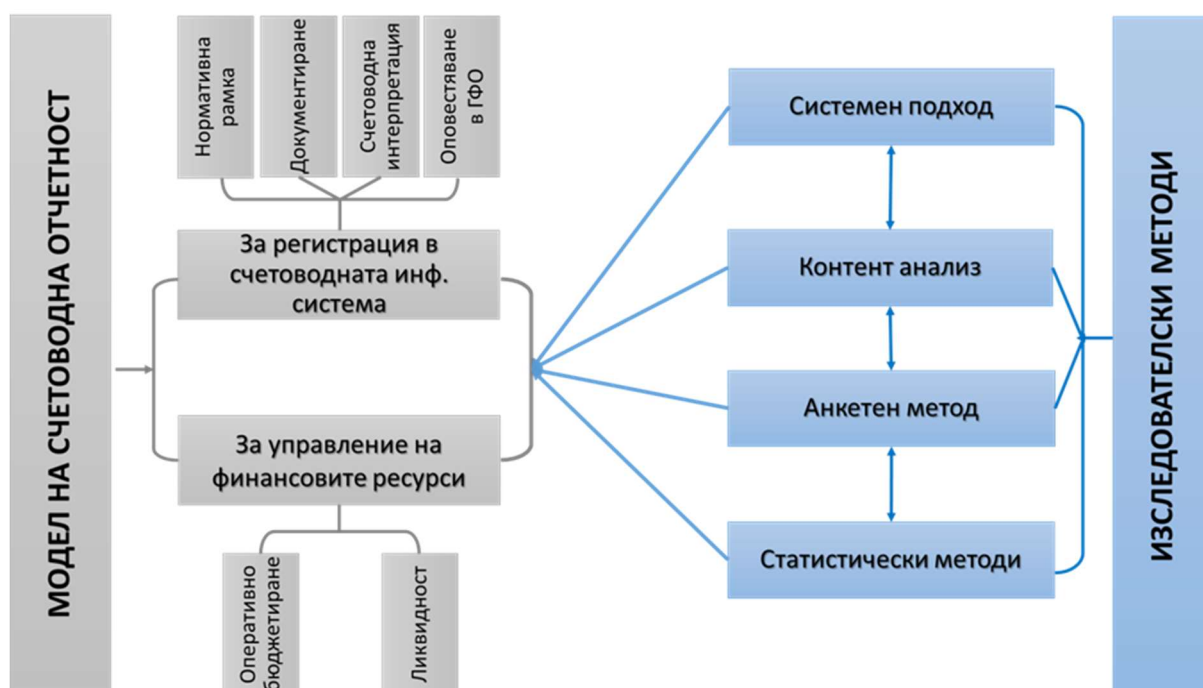 МОДЕЛ НА СЧЕТОВОДНА ОТЧЕТНОСТ
Нормативна
рамка
Документиране
Счетоводна
интерпретация
Оповестяване
в ГФО
За регистрация в
счетоводната инф.
система
За управление на
финансовите ресурси
Оперативно
бюджетиране
Ликвидност
Системен подход
Контент анализ
Анкетен метод
Статистически методи
ИЗСЛЕДОВАТЕЛСКИ МЕТОДИ